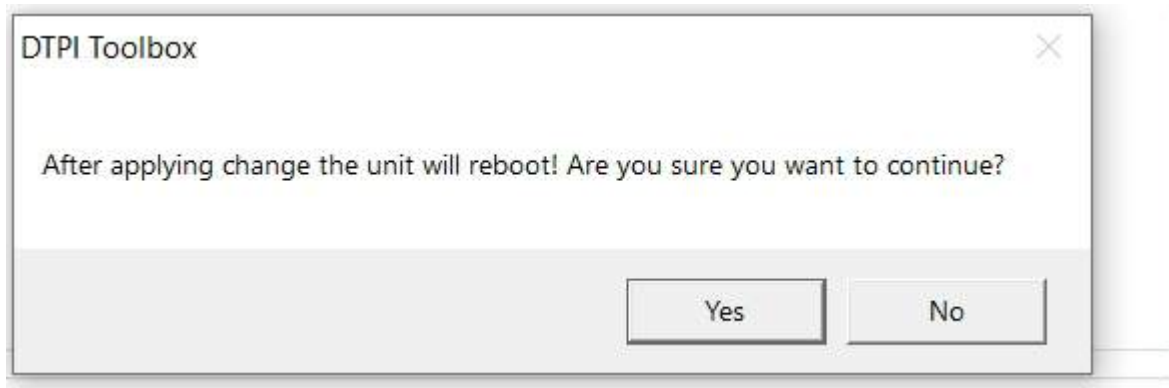 DTPI Toolbox
After applying change the unit will reboot! Are you sure you want to continue?
Yes
No